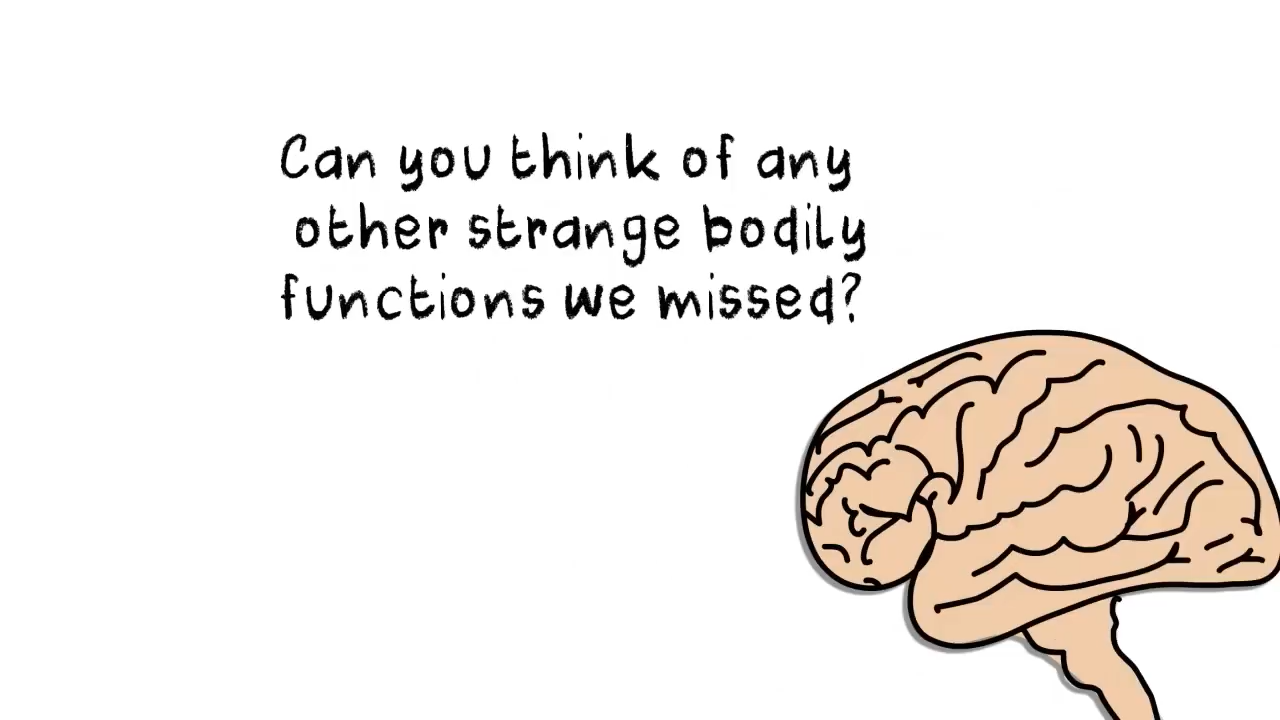 Can you think of any
other strange bodily
functions we missed?